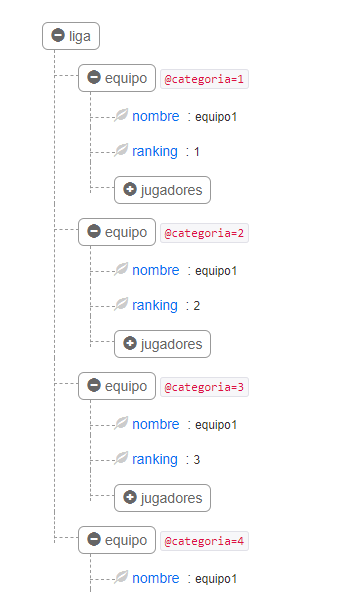 liga
equipo @categoria=1
nombre : equipo1
ranking : 1
jugadores
equipo @categoria=2
nombre : equipo1
ranking : 2
jugadores
equipo @categoria=3
nombre : equipo1
ranking : 3
jugadores
equipo @categoria=4
nombre : equipo1